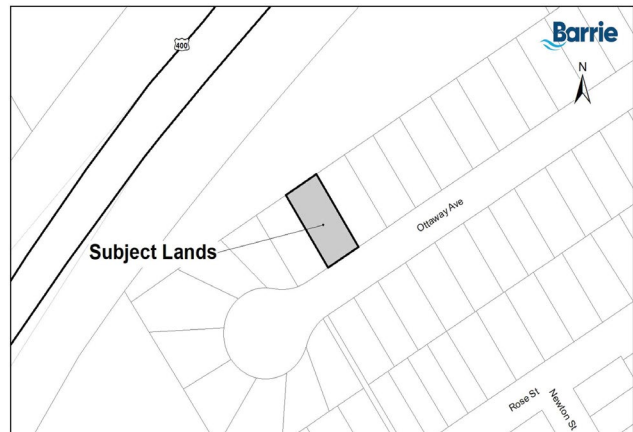 Barrie
400
N
Ottaway Ave
Subject Lands
Rose St
Newton St